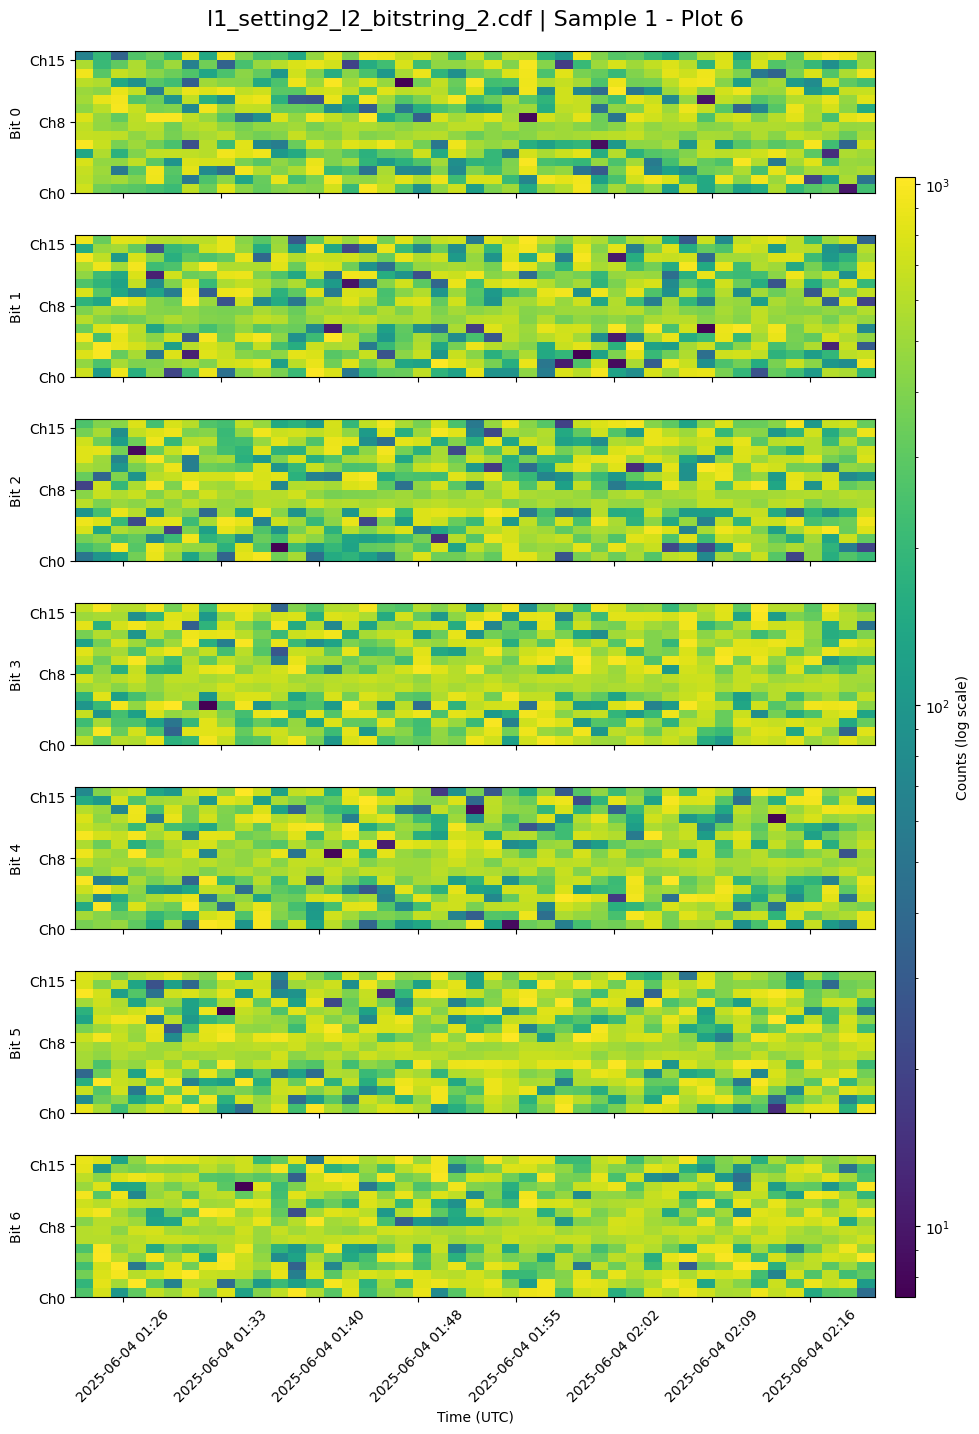 l1_setting2_l2_bitstring_2.cdf | Sample 1 - Plot 6
Ch15
Bit 0
Ch8
Ch0
Ch15
Bit 1
Ch8
Ch0
Ch15
Bit 2
Ch8
Ch0
Ch15
Bit 3
Ch8
Ch0
Ch15
Bit 4
Ch8
Ch0
Ch15
Bit 5
Ch8
Ch0
Ch15
Bit 6
Ch8
Ch0
2025-06-04 01:26
2025-06-04 01:33
2025-06-04 01:40
2025-06-04 01:48
2025-06-04 01:55
2025-06-04 02:02
2025-06-04 02:09
2025-06-04 02:16
Time (UTC)
10³
10²
10¹
Counts (log scale)